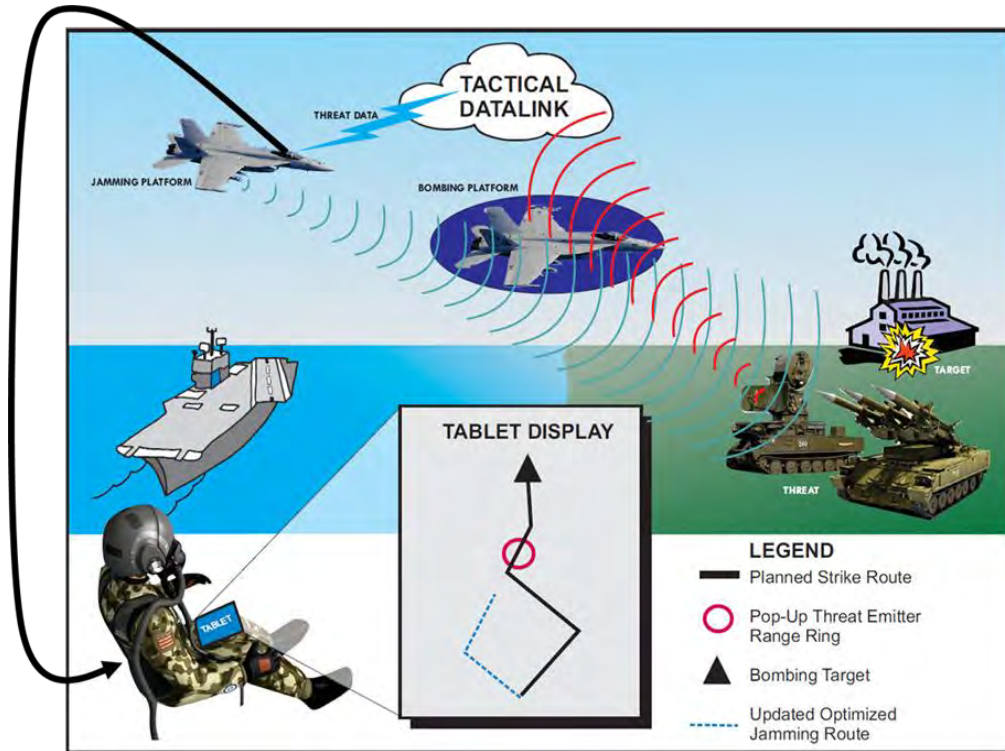 TACTICAL
DATALINK
THREAT DATA
JAMMING PLATFORM
BOMBING PLATFORM
TARGET
THREAT
TABLET DISPLAY
TABLET
LEGEND
Planned Strike Route
Pop-Up Threat Emitter
Range Ring
Bombing Target
Updated Optimized
Jamming Route